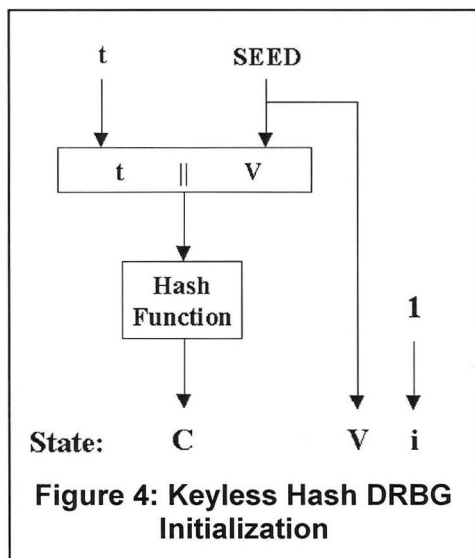 t SEED
t || V
Hash
Function
1
State: C V i
Figure 4: Keyless Hash DRBG
Initialization